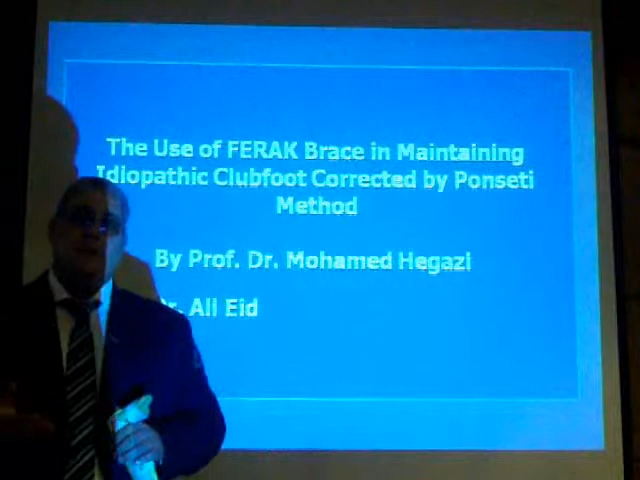 The Use of FERAK Brace in Maintaining
Idiopathic Clubfoot Corrected by Ponseti
Method
By Prof. Dr. Mohamed Hegazi
Dr. Ali Eid